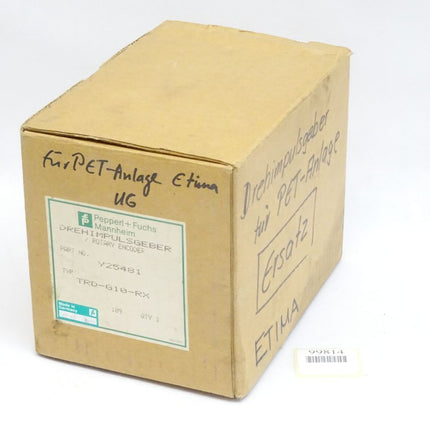 Für PET-Anlage Etima
UG
Pepperl+Fuchs
Mannheim
DREHIMPULSGEBER
/ ROTARY ENCODER
PART NO.
Y25481
TYP
TRD-G10-RX
QTY 1
Made in
Germany
Drehimpulsgeber
für PET-Anlage
Ersatz
ETIMA
99814